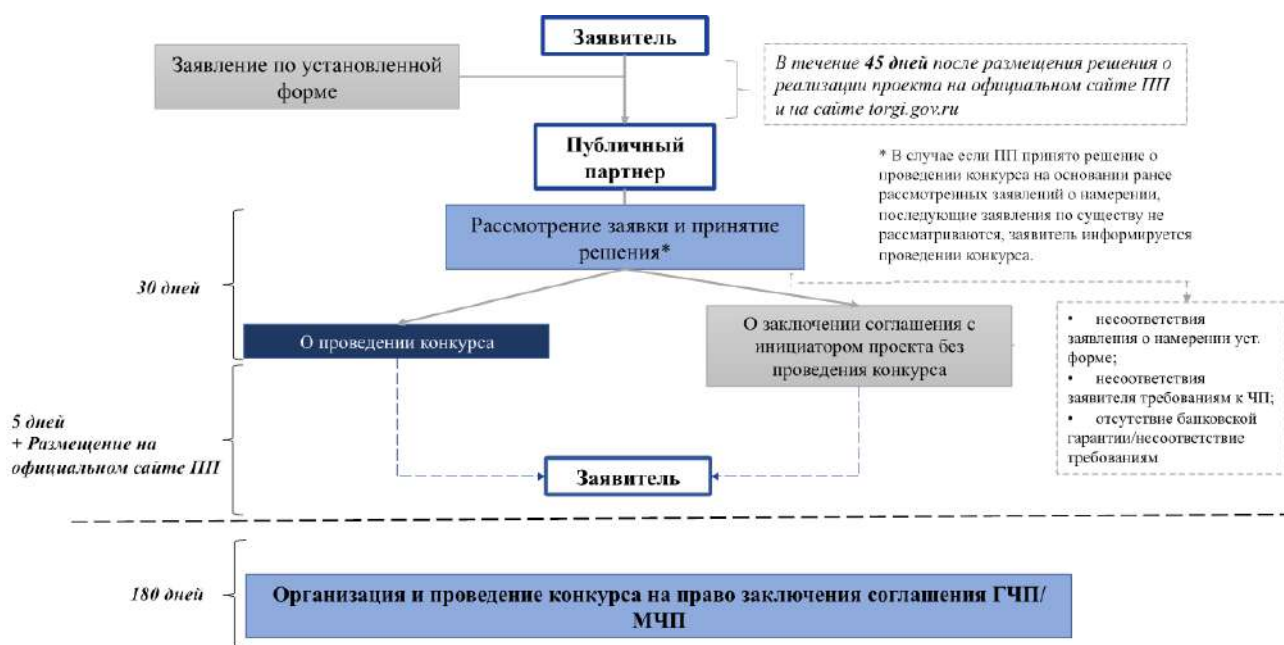 Заявитель
Заявление по установленной
форме
В течение 45 дней после размещения решения о
реализации проекта на официальном сайте ПП
и на сайте torgi.gov.ru
Публичный
партнер
* В случае если ПП принято решение о
проведении конкурса на основании ранее
рассмотренных заявлений о намерении,
последующие заявления по существу не
рассматриваются, заявитель информируется
проведении конкурса.
Рассмотрение заявки и принятие
решения*
30 дней
О проведении конкурса
О заключении соглашения с
инициатором проекта без
проведения конкурса
• несоответствия
заявления о намерении уст.
форме;
• несоответствия
заявителя требованиям к ЧП;
• отсутствие банковской
гарантии/несоответствие
требованиям
5 дней
+ Размещение на
официальном сайте ПП
Заявитель
180 дней
Организация и проведение конкурса на право заключения соглашения ГЧП/
МЧП